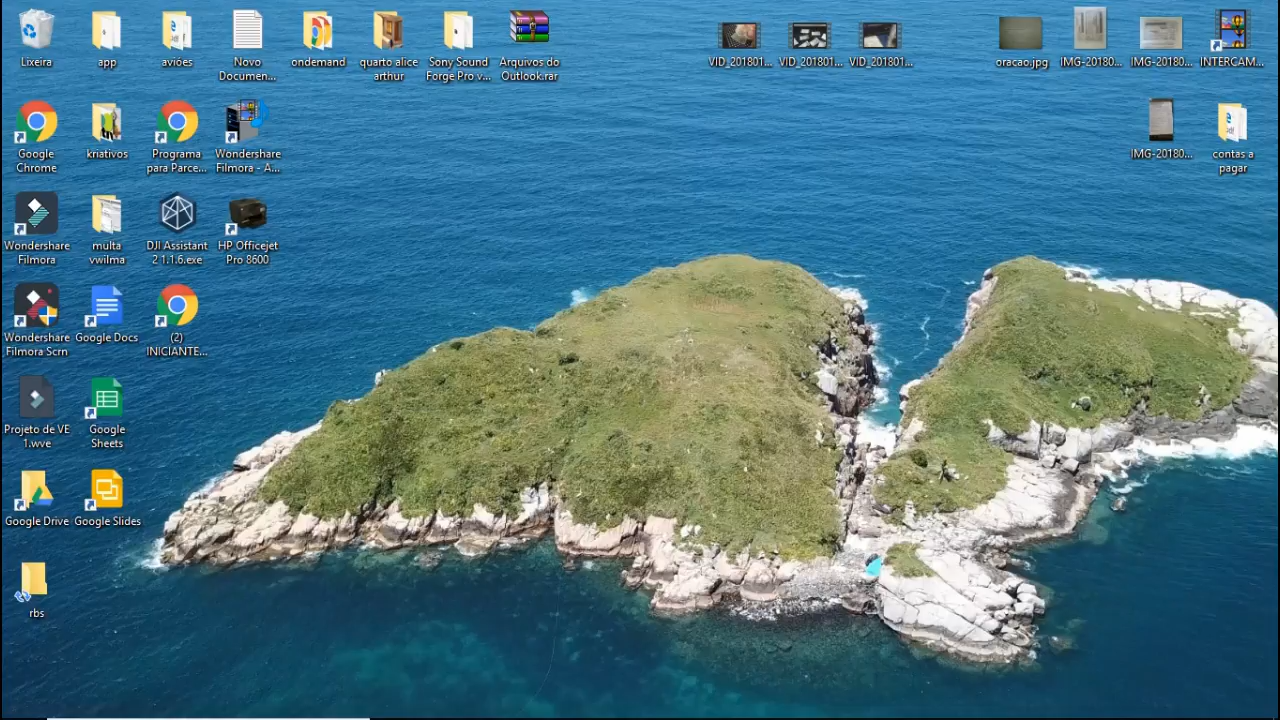 Lixeira
app
aviões
Novo
Documen...
ondemand
quarto alice
arthur
Sony Sound
Forge Pro v...
Arquivos do
Outlook.rar
VID_201801...
VID_201801...
VID_201801...
oracao.jpg
IMG-20180...
IMG-20180...
INTERCAM...
Google
Chrome
kriativos
Programa
para Parce...
Wondershare
Filmora - A...
IMG-20180...
contas a
pagar
Wondershare
Filmora
multa
vwilma
DJI Assistant
2 1.1.6.exe
HP Officejet
Pro 8600
Wondershare
Filmora Scrn
Google Docs
(2)
INICIANTE...
Projeto de VE
1.wve
Google
Sheets
Google Drive
Google Slides
rbs